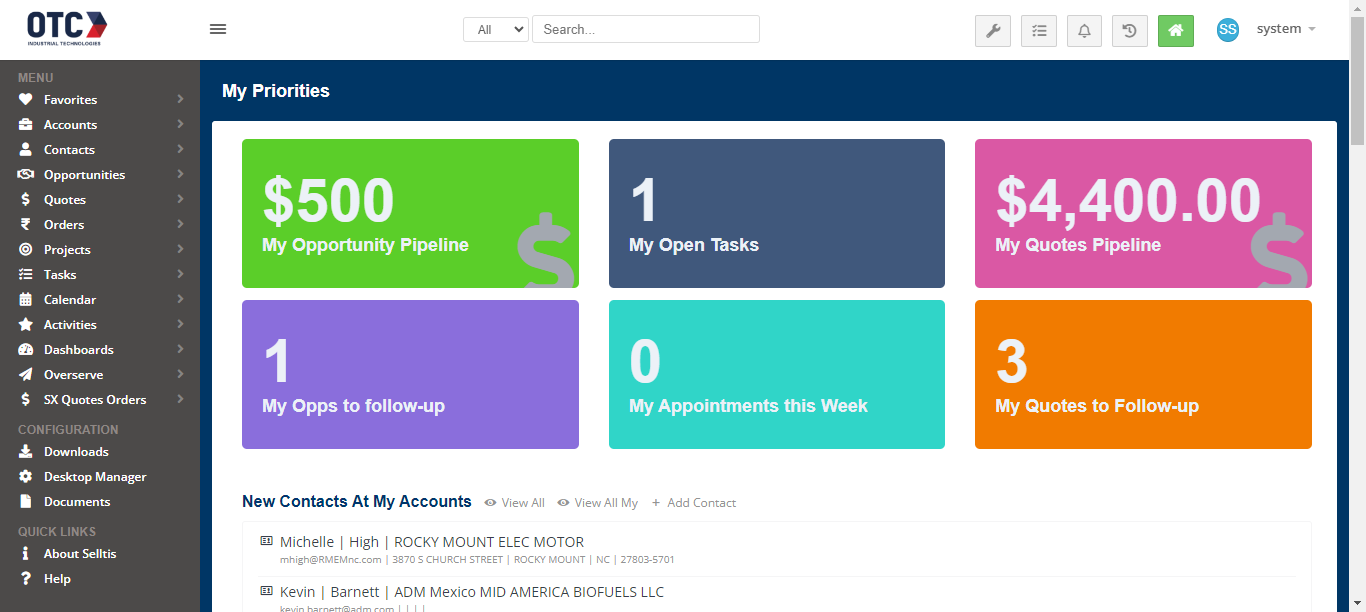 OTC
INDUSTRIAL TECHNOLOGIES
All
Search...
SS
system
MENU
Favorites
Accounts
Contacts
Opportunities
Quotes
Orders
Projects
Tasks
Calendar
Activities
Dashboards
Overserve
SX Quotes Orders
CONFIGURATION
Downloads
Desktop Manager
Documents
QUICK LINKS
About Selltis
Help
My Priorities
$500
My Opportunity Pipeline
1
My Open Tasks
$4,400.00
My Quotes Pipeline
1
My Opps to follow-up
0
My Appointments this Week
3
My Quotes to Follow-up
New Contacts At My Accounts View All View All My + Add Contact
Michelle | High | ROCKY MOUNT ELEC MOTOR
mhigh@RMEMnc.com | 3870 S CHURCH STREET | ROCKY MOUNT | NC | 27803-5701
Kevin | Barnett | ADM Mexico MID AMERICA BIOFUELS LLC
kevin.barnett@adm.com | | | |